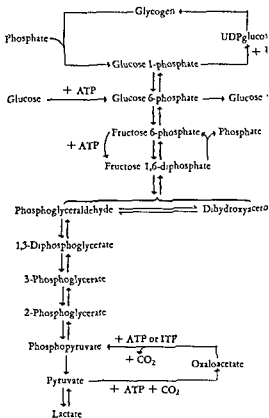 Glycogen
Phosphate
UDPgluco
Glucose 1-phosphate
+ ATP
Glucose
Glucose 6-phosphate
Glucose
Fructose 6-phosphate
Phosphate
+ ATP
Fructose 1,6-diphosphate
Phosphoglyceraldehyde
Dihydroxyacero
1,3-Diphosphoglycerate
3-Phosphoglycerate
2-Phosphoglycerate
+ ATP or ITP
Phosphopyruvate
+ CO2
Oxaloacetate
Pyruvate
+ ATP + CO2
Lactate